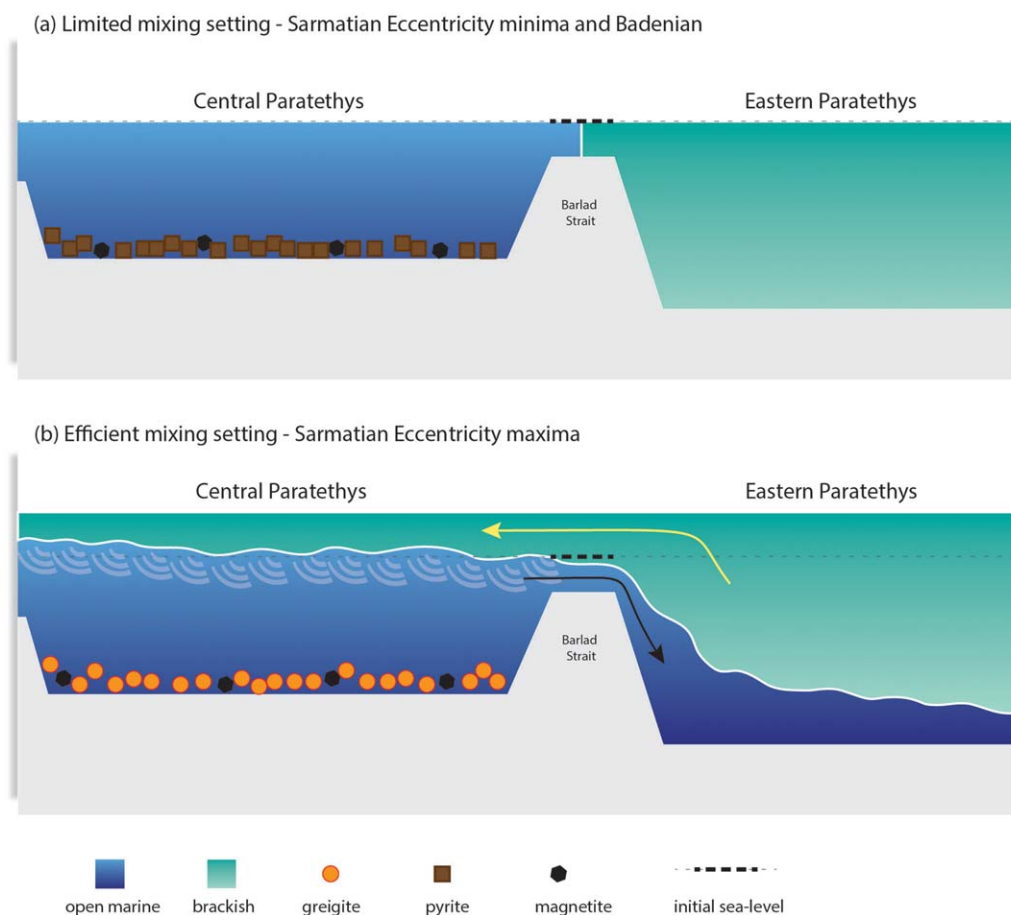 (a) Limited mixing setting - Sarmatian Eccentricity minima and Badenian
Central Paratethys
Eastern Paratethys
Barlad
Strait
(b) Efficient mixing setting - Sarmatian Eccentricity maxima
Central Paratethys
Eastern Paratethys
Barlad
Strait
open marine
brackish
greigite
pyrite
magnetite
initial sea-level